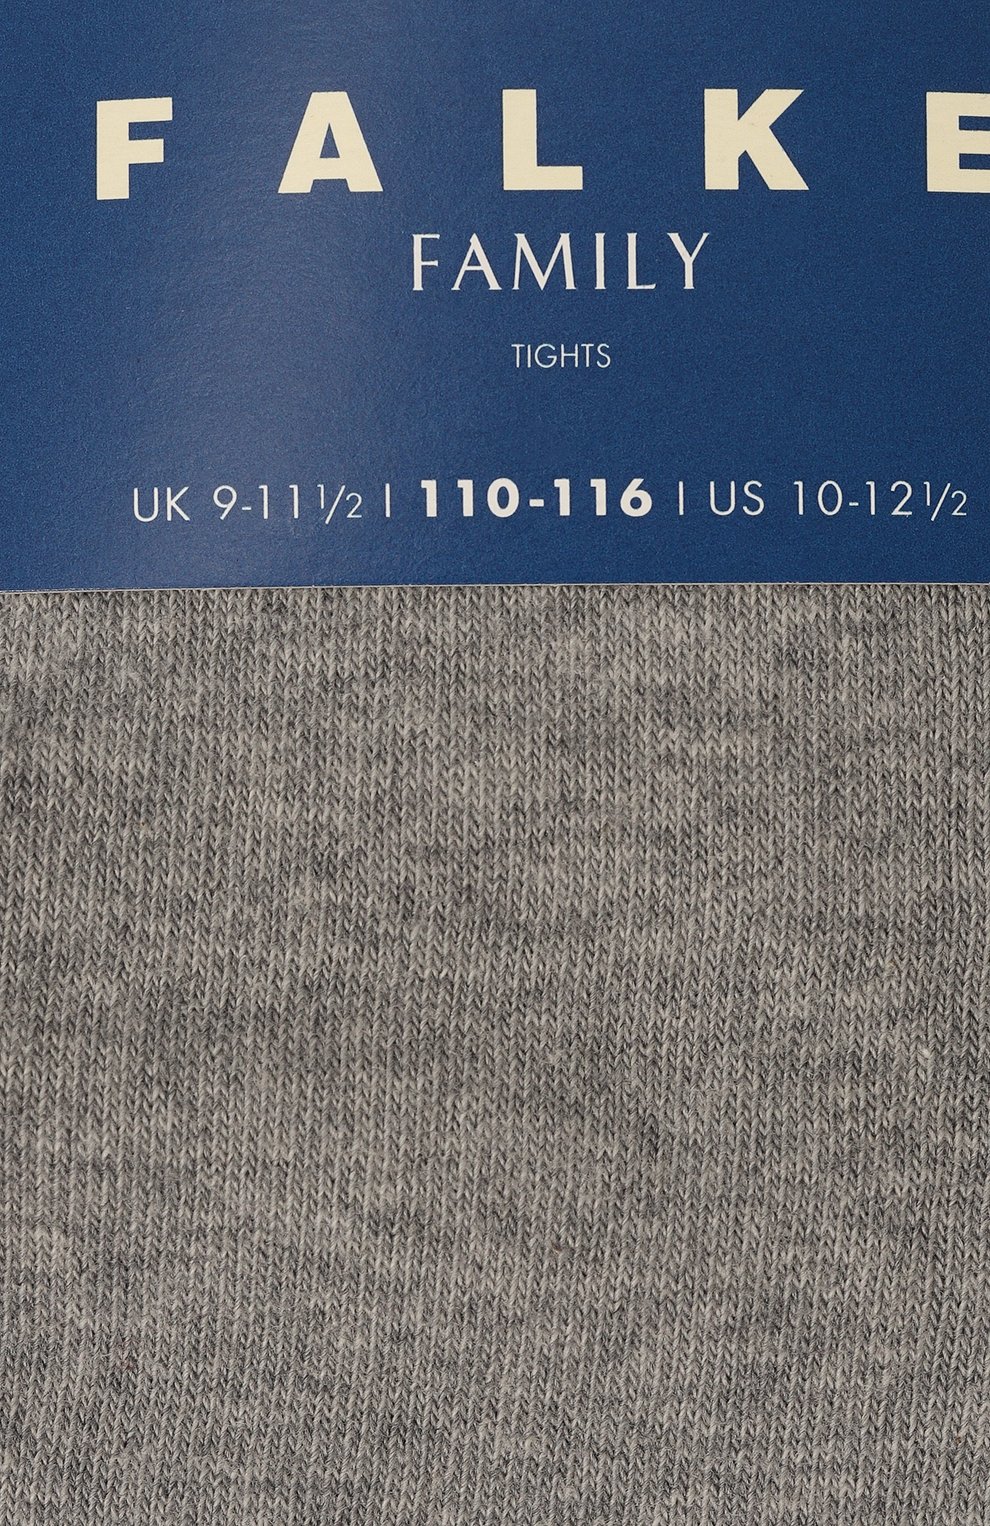 FALKE
FAMILY
TIGHTS
UK 9-11½ | 110-116 | US 10-12½